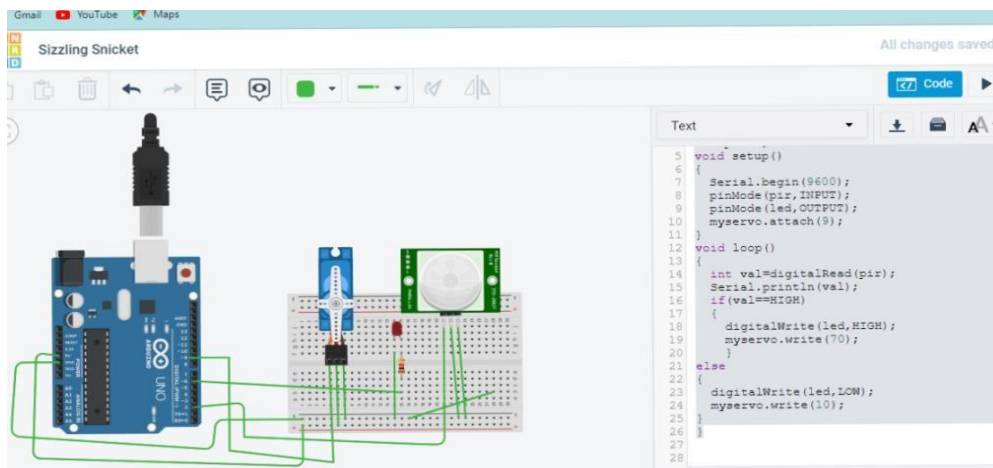 Gmail YouTube Maps
Sizzling Snicket
All changes saved
Code
Text
5 void setup()
6 {
7 Serial.begin(9600);
8 pinMode(pir,INPUT);
9 pinMode(led,OUTPUT);
10 myservo.attach(9);
11 }
12 void loop()
13 {
14 int val=digitalRead(pir);
15 Serial.println(val);
16 if(val==HIGH)
17 {
18 digitalWrite(led,HIGH);
19 myservo.write(70);
20 }
21 else
22 {
23 digitalWrite(led,LOW);
24 myservo.write(10);
25 }
26 }
27
28
ARDUINO
UNO